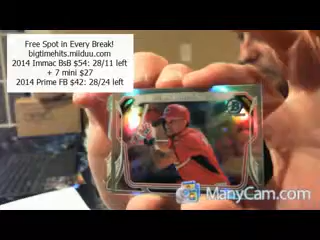 Free Spot in Every Break!
bigtimehits.milduu.com
2014 Immac BsB $54: 28/11 left
+ 7 mini $27
2014 Prime FB $42: 28/24 left
ManyCam.com